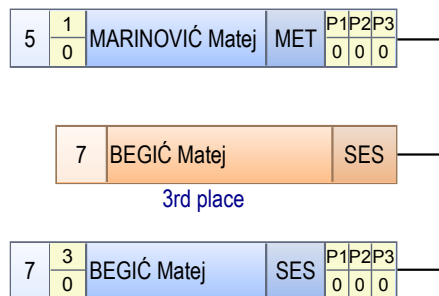 5 1 0 MARINOVIĆ Matej MET P1 P2 P3 0 0 0
7 BEGIĆ Matej SES
3rd place
7 3 0 BEGIĆ Matej SES P1 P2 P3 0 0 0